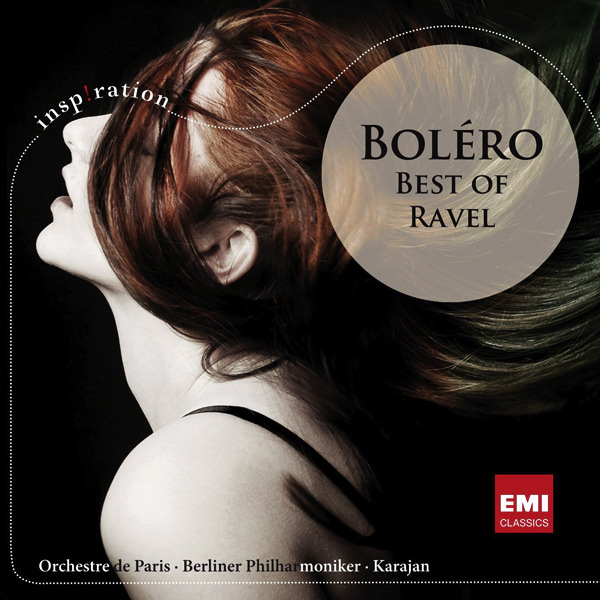 insp!ration
BOLÉRO
BEST OF
RAVEL
EMI
CLASSICS
Orchestre de Paris · Berliner Philharmoniker · Karajan